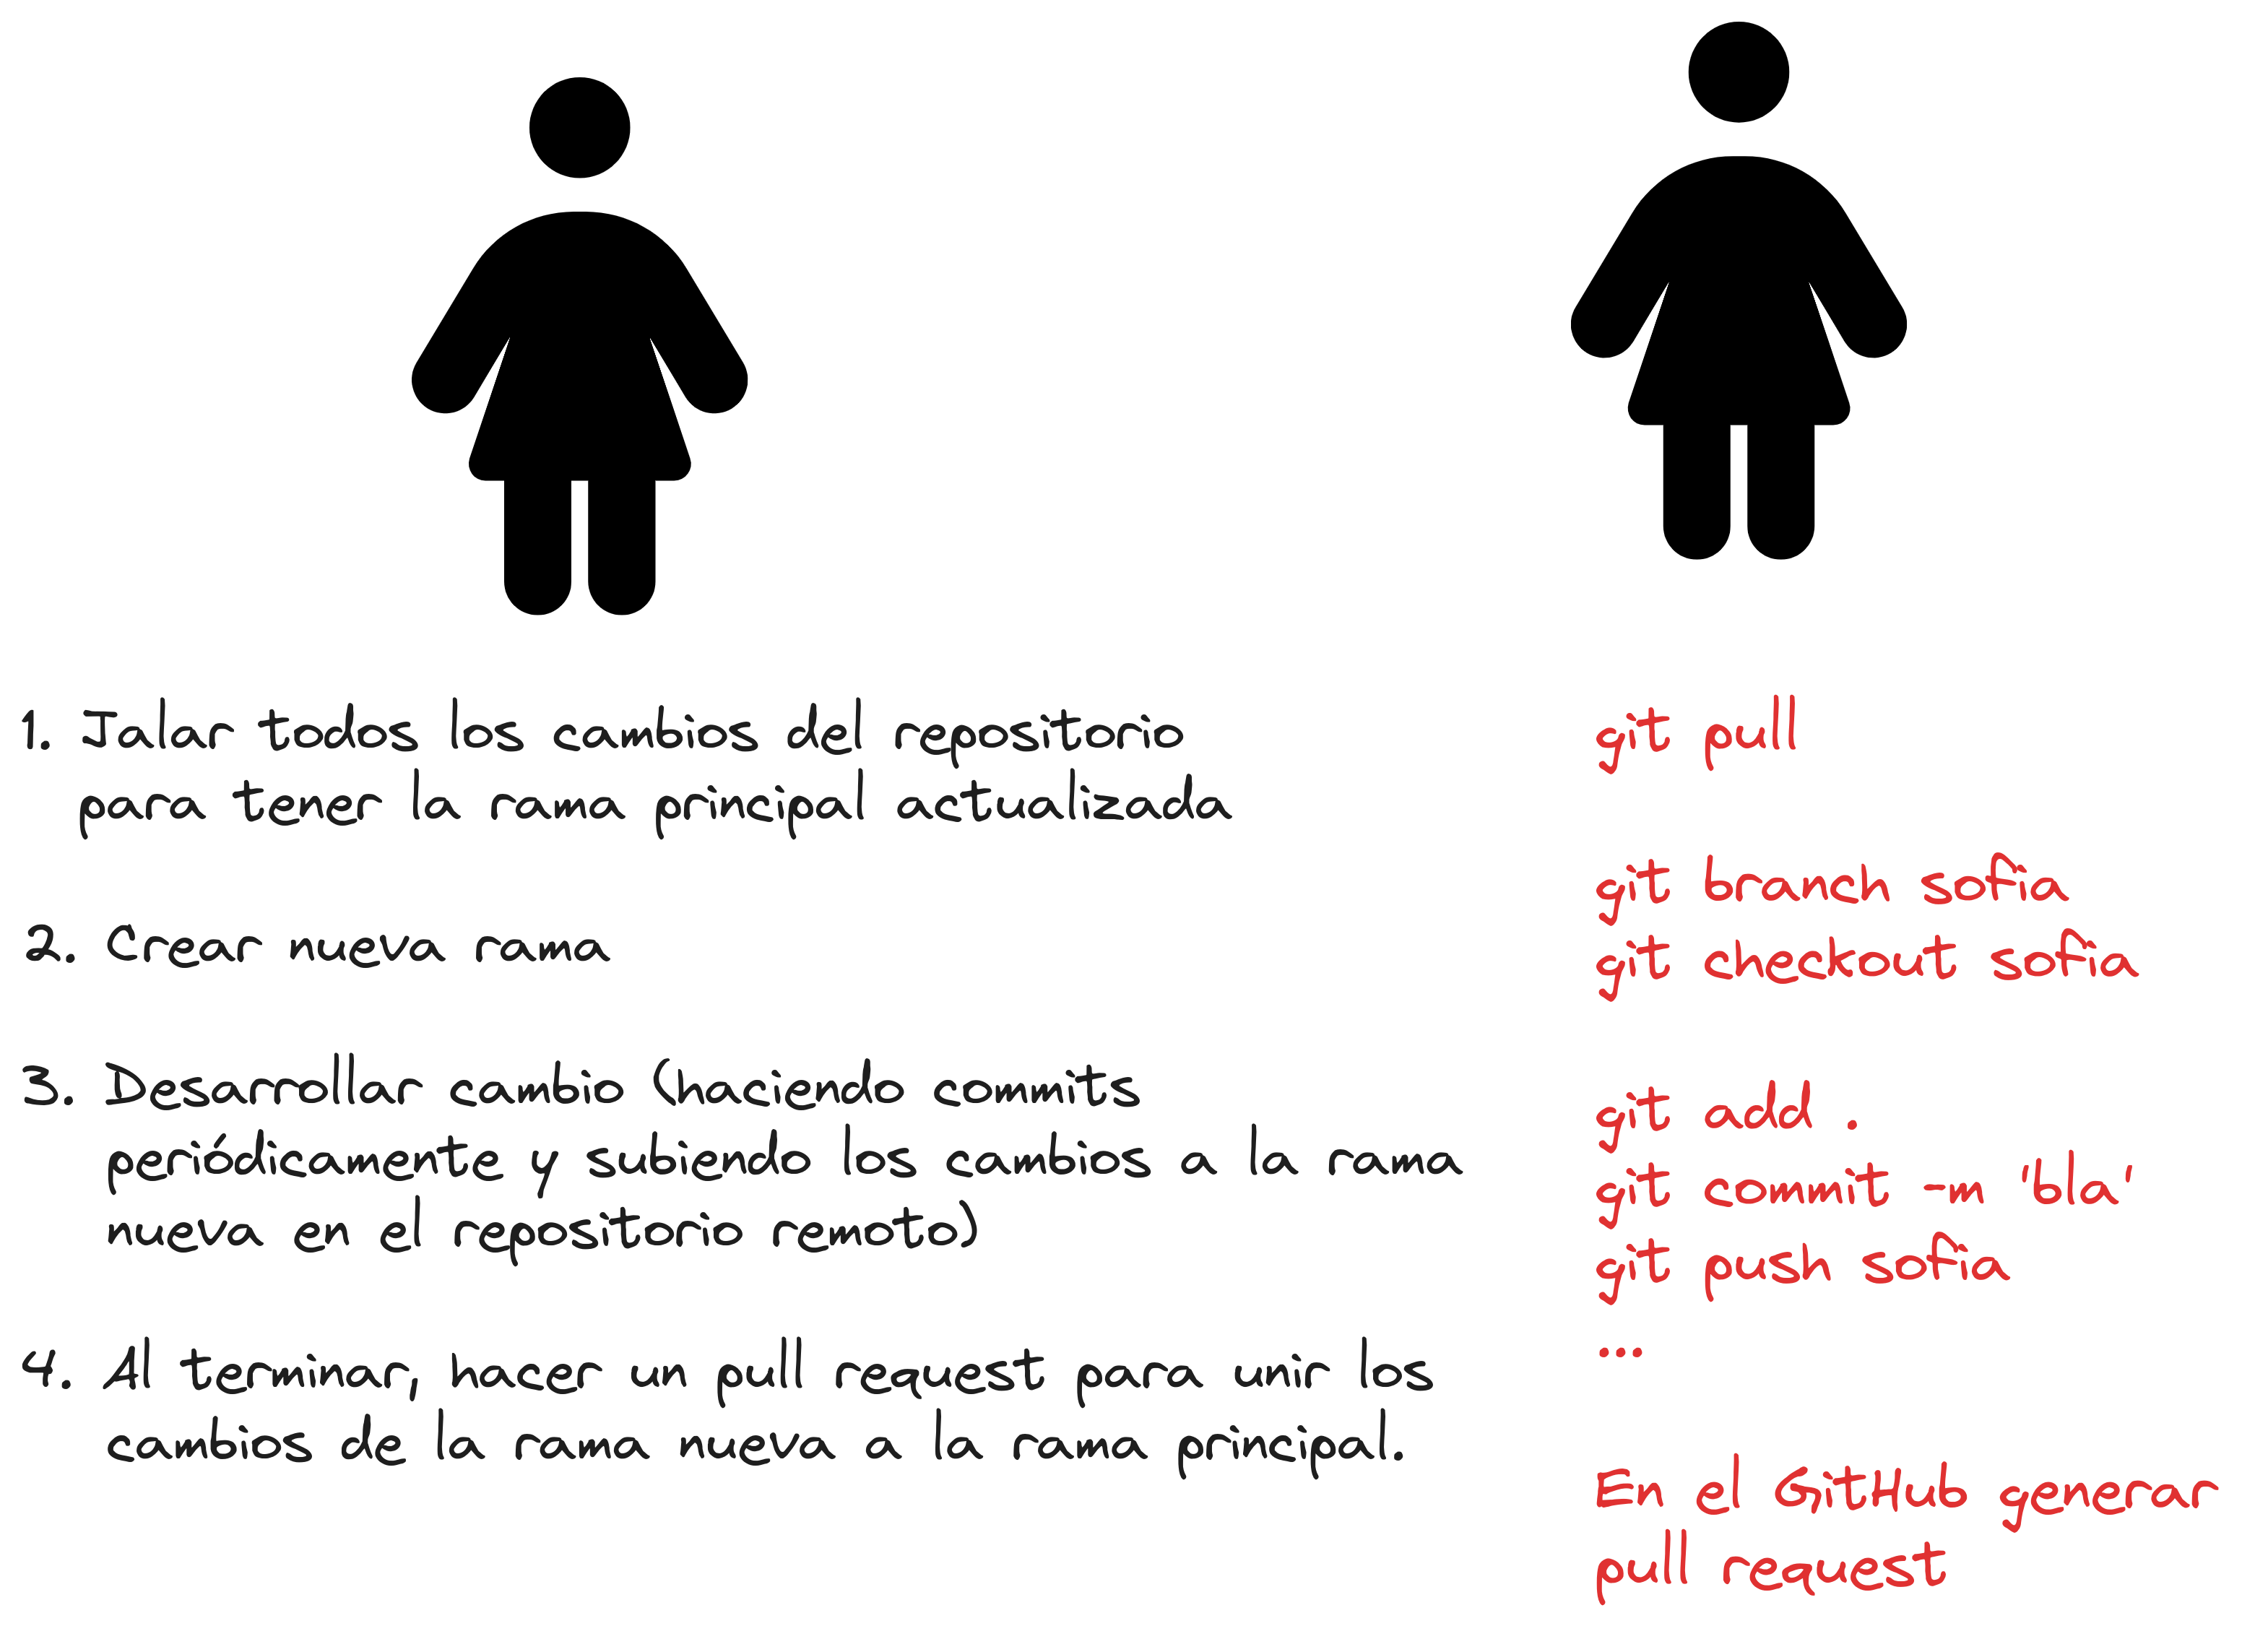 1. Jalar todos los cambios del repositorio
para tener la rama principal actualizada
2. Crear nueva rama
3. Desarrollar cambio (haciendo commits
periódicamente y subiendo los cambios a la rama
nueva en el repositorio remoto)
4. Al terminar, hacer un pull request para unir los
cambios de la rama nueva a la rama principal.
git pull
git branch sofia
git checkout sofia
git add .
git commit -m 'bla'
git push sofia
...
En el GitHub generar
pull request